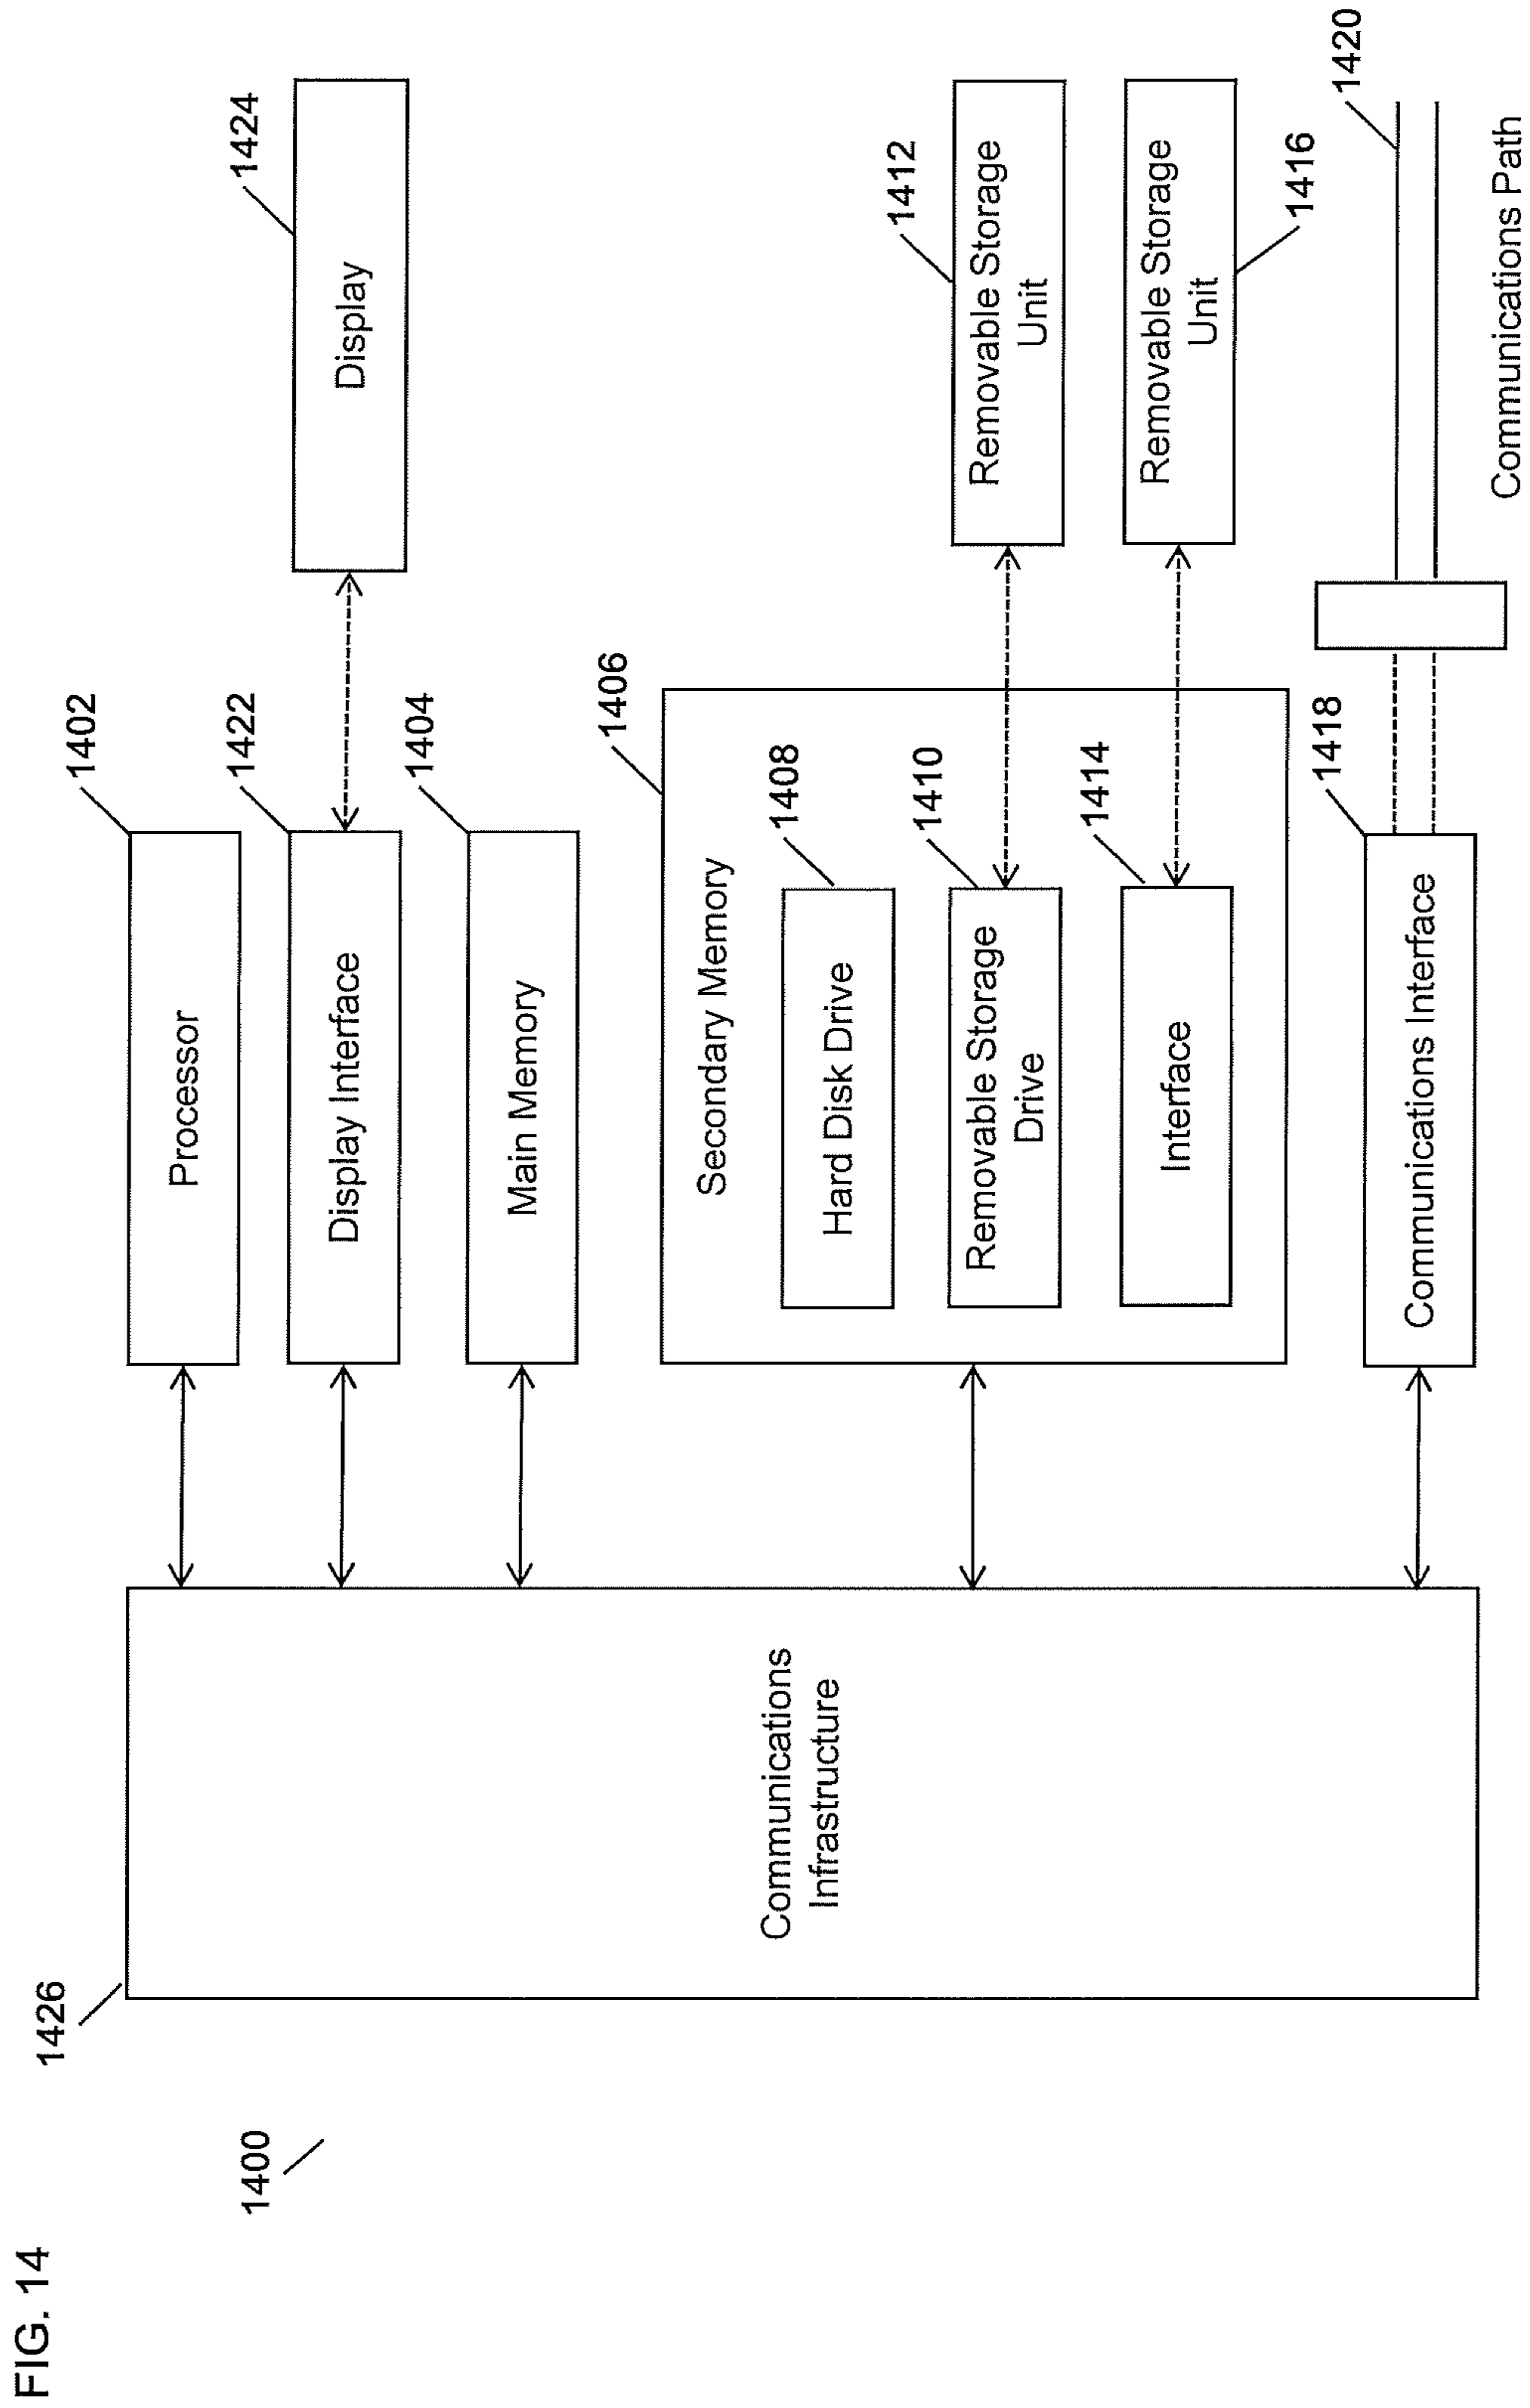 FIG. 14
1400
1426
Communications
Infrastructure
1402
Processor
1422
Display Interface
1424
Display
1404
Main Memory
1406
Secondary Memory
1408
Hard Disk Drive
1410
Removable Storage
Drive
1412
Removable Storage
Unit
1414
Interface
Removable Storage
Unit
1416
1418
Communications Interface
1420
Communications Path